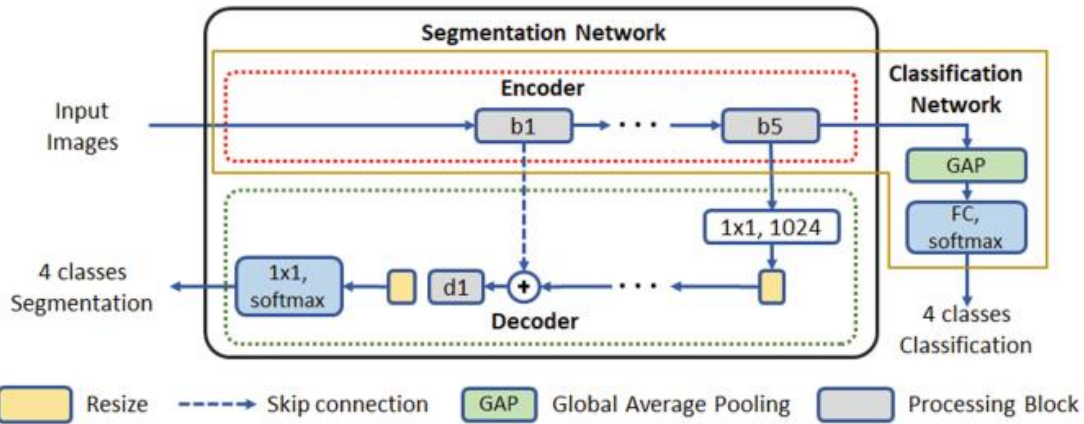 Segmentation Network
Encoder
Classification
Network
Input
Images
b1
b5
GAP
FC,
softmax
1x1, 1024
4 classes
Segmentation
1x1,
softmax
d1
+
Decoder
4 classes
Classification
Resize
Skip connection
GAP
Global Average Pooling
Processing Block